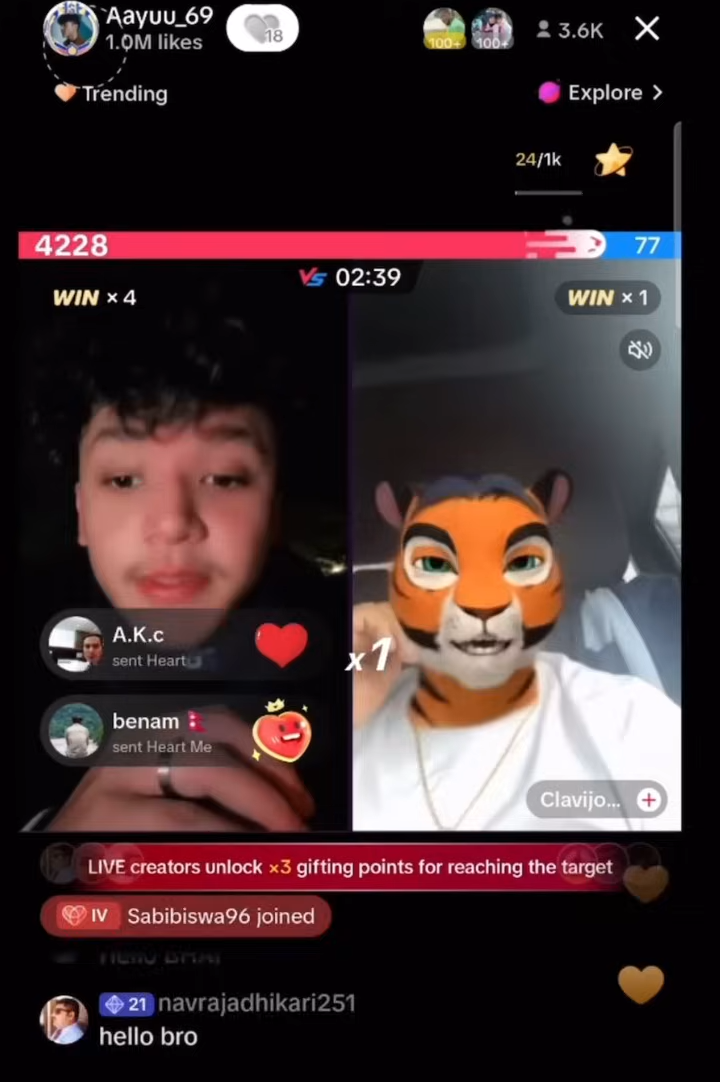 Aayuu_69
1.0M likes
18
100+
100+
3.6K
Trending
Explore
24/1k
4228
77
VS 02:39
WIN × 4
WIN × 1
A.K.c
sent Heart
x1
benam
sent Heart Me
Clavijo...
LIVE creators unlock ×3 gifting points for reaching the target
IV Sabibiswa96 joined
21 navrajadhikari251
hello bro